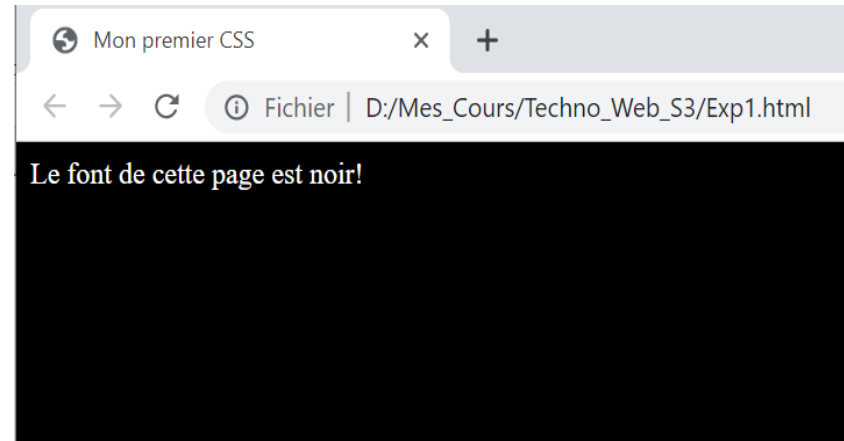 Mon premier CSS
Fichier D:/Mes_Cours/Techno_Web_S3/Exp1.html
Le font de cette page est noir!